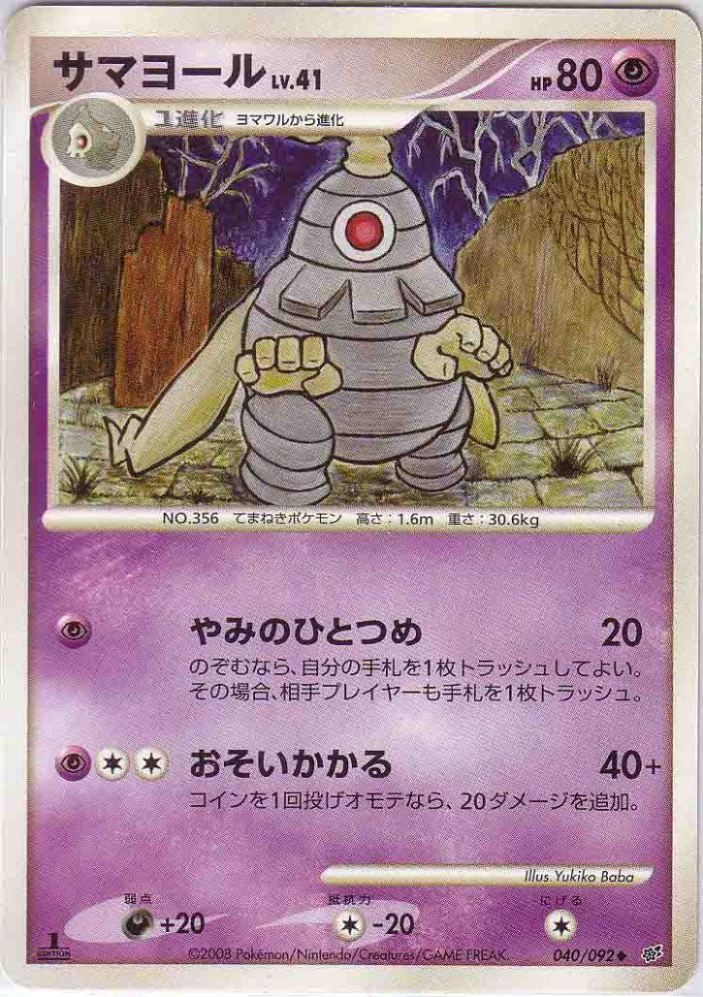 サマヨール LV.41 HP 80
1進化 ヨマワルから進化
NO.356 てまねきポケモン 高さ:1.6m 重さ:30.6kg
やみのひとつめ 20
のぞむなら、自分の手札を1枚トラッシュしてよい。
その場合、相手プレイヤーも手札を1枚トラッシュ。
おそいかかる 40+
コインを1回投げオモテなら、20ダメージを追加。
Illus. Yukiko Baba
弱点 抵抗力 にげる
+20 -20
1 EDITION ©2008 Pokémon/Nintendo/Creatures/GAME FREAK. 040/092